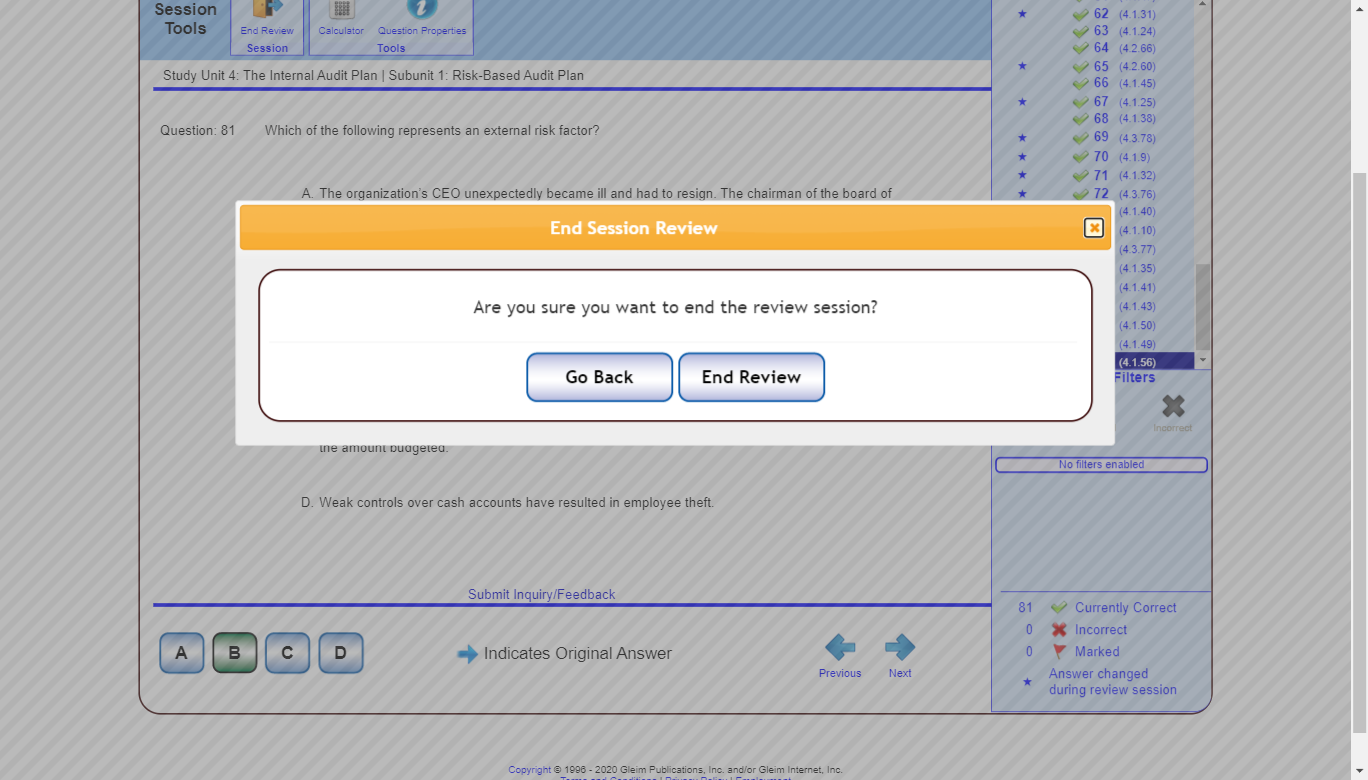 Session
Tools
End Review
Session
Calculator
Question Properties
Tools
Study Unit 4: The Internal Audit Plan | Subunit 1: Risk-Based Audit Plan
Question: 81 Which of the following represents an external risk factor?
A. The organization's CEO unexpectedly became ill and had to resign. The chairman of the board of
End Session Review
Are you sure you want to end the review session?
Go Back
End Review
the amount budgeted.
D. Weak controls over cash accounts have resulted in employee theft.
Submit Inquiry/Feedback
A B C D
Indicates Original Answer
Previous
Next
62 (4.1.31)
63 (4.1.24)
64 (4.2.66)
65 (4.2.60)
66 (4.1.45)
67 (4.1.25)
68 (4.1.38)
69 (4.3.78)
70 (4.1.9)
71 (4.1.32)
72 (4.3.76)
(4.1.40)
(4.1.10)
(4.3.77)
(4.1.35)
(4.1.41)
(4.1.43)
(4.1.50)
(4.1.49)
(4.1.56)
Filters
Incorrect
No filters enabled
81 Currently Correct
0 Incorrect
0 Marked
Answer changed
during review session
Copyright © 1996 - 2020 Gleim Publications, Inc. and/or Gleim Internet, Inc.
Terms and Conditions | Privacy Policy | Employment